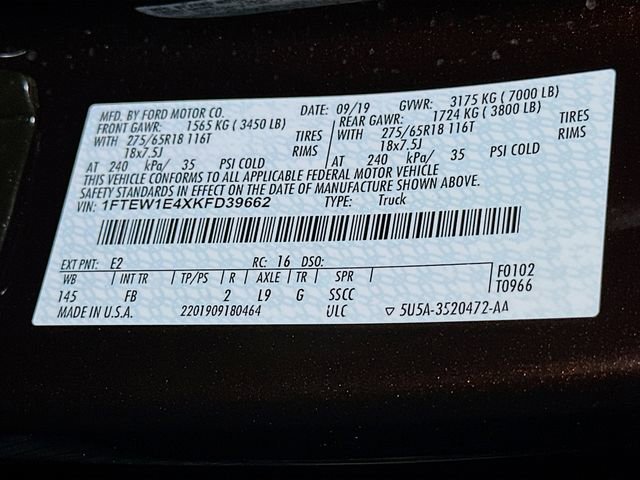 MFD. BY FORD MOTOR CO. DATE: 09/19 GVWR: 3175 KG ( 7000 LB)
FRONT GAWR: 1565 KG ( 3450 LB) REAR GAWR: 1724 KG ( 3800 LB)
WITH 275/65R18 116T TIRES WITH 275/65R18 116T TIRES
18x7.5J RIMS 18x7.5J RIMS
AT 240 kPa/ 35 PSI COLD AT 240 kPa/ 35 PSI COLD
THIS VEHICLE CONFORMS TO ALL APPLICABLE FEDERAL MOTOR VEHICLE
SAFETY STANDARDS IN EFFECT ON THE DATE OF MANUFACTURE SHOWN ABOVE.
VIN: 1FTEW1E4XKFD39662 TYPE: Truck
EXT PNT: E2 RC: 16 DSO:
WB INT TR TP/PS R AXLE TR SPR F0102
145 FB 2 L9 G SSCC T0966
MADE IN U.S.A. 2201909180464 ULC ▽ 5U5A-3520472-AA